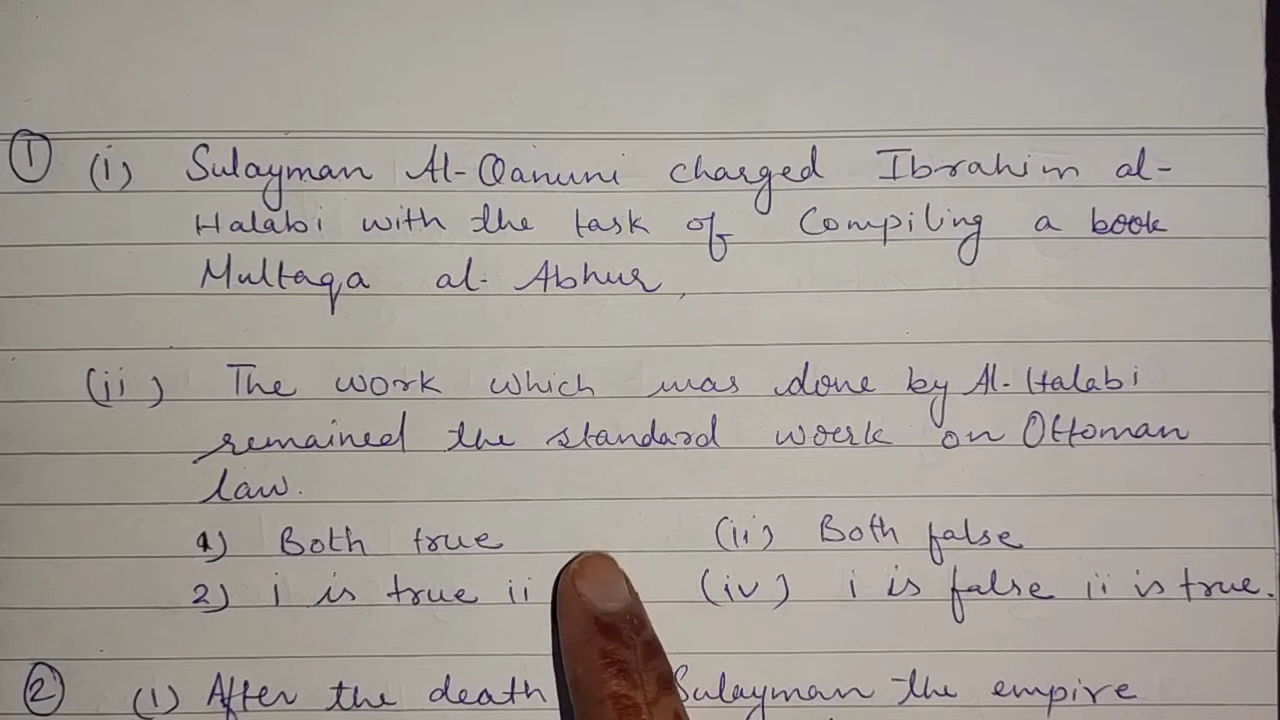 ① (i) Sulayman Al-Qanuni charged Ibrahim al-
Halabi with the task of Compiling a book
Multaqa al-Abhur,
(ii) The work which was done by Al-Halabi
remained the standard work on Ottoman
law.
1) Both true (iii) Both false
2) i is true ii (iv) i is false ii is true.
② (1) After the death Sulayman the empire